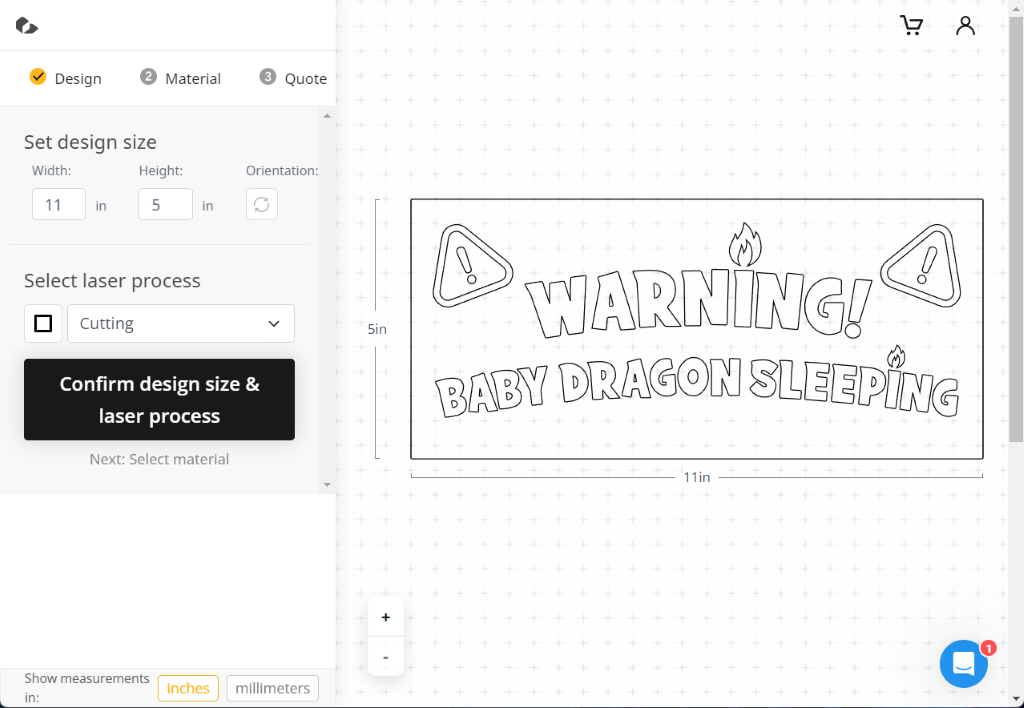 Design
2
Material
3
Quote
Set design size
Width:
Height:
Orientation:
11
in
5
in
Select laser process
Cutting
Confirm design size &
laser process
Next: Select material
Show measurements
in:
inches
millimeters
WARNING!
BABY DRAGON SLEEPING
5in
11in
+
-
1